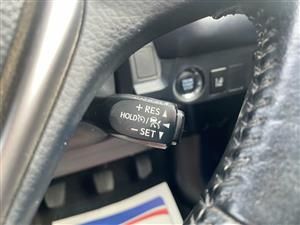 + RES ▲
HOLD /
− SET ▼